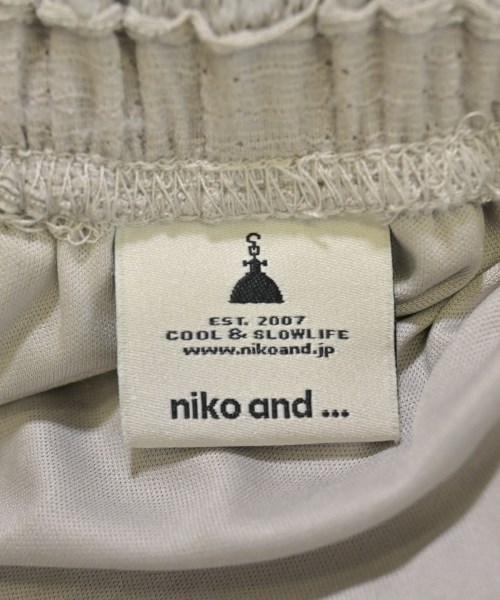 EST. 2007
COOL & SLOWLIFE
www.nikoand.jp
niko and ...